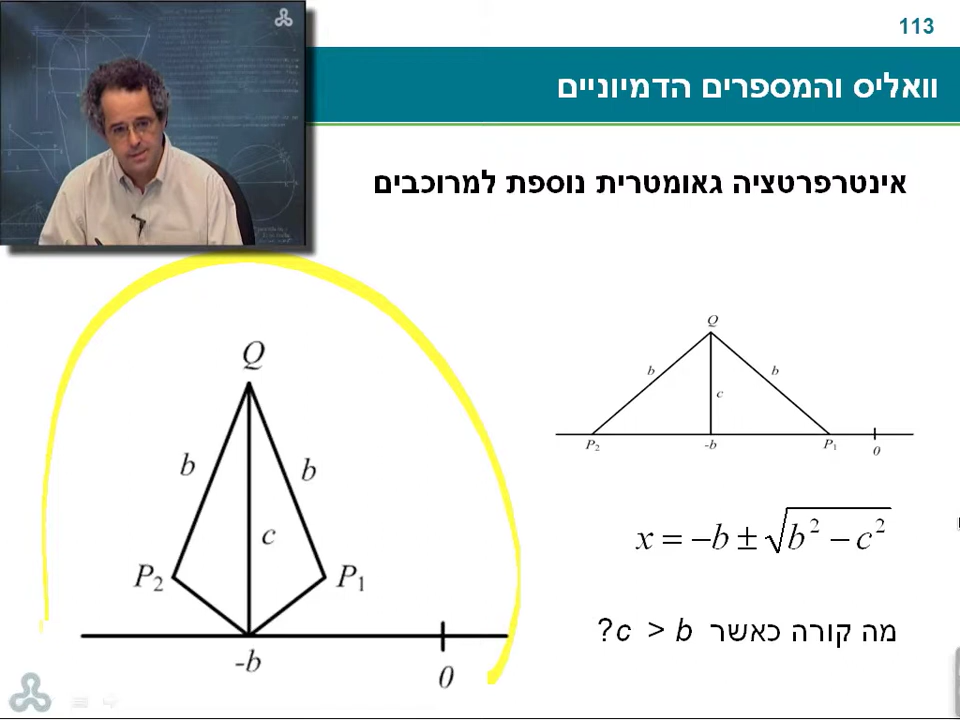 113
וואליס והמספרים הדמיוניים
אינטרפרטציה גאומטרית נוספת למרוכבים
Q
b
b
c
P₂
P₁
-b
0
Q
b
b
c
P₂
-b
P₁
0
x = -b ± √(b² - c²)
מה קורה כאשר c > b?